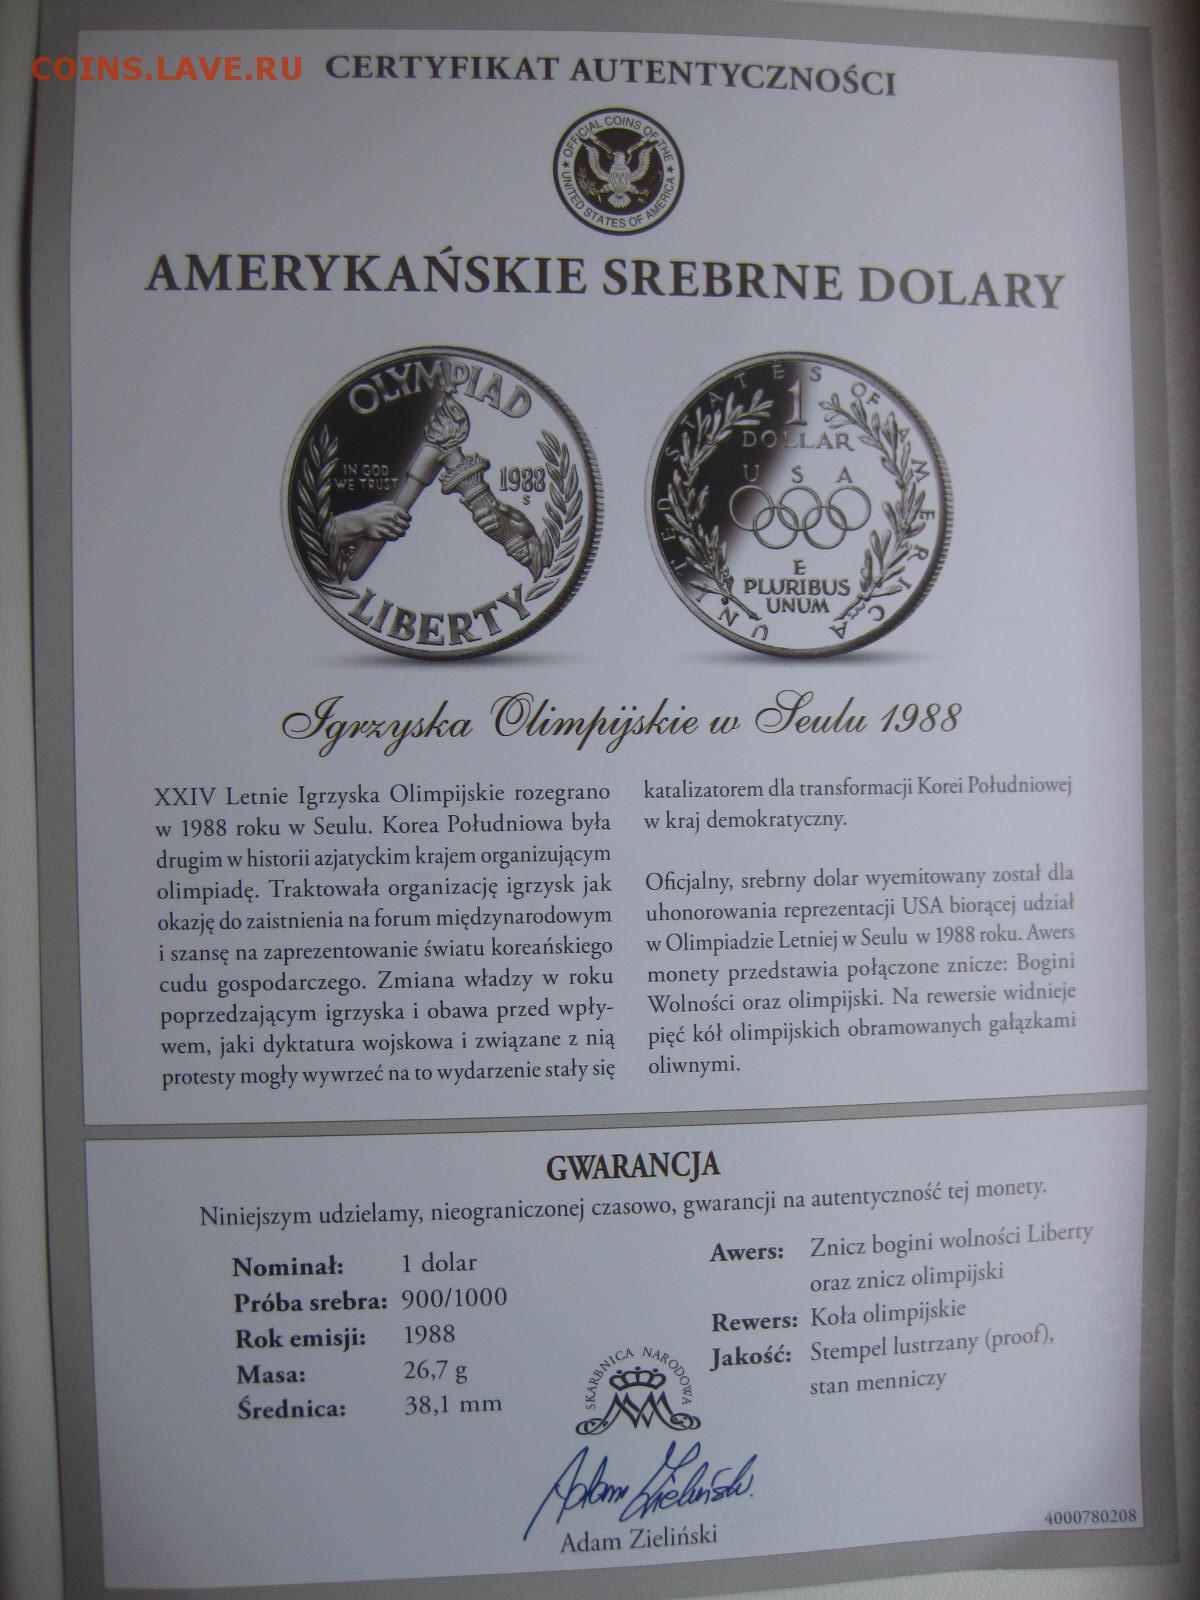 COINS.LAVE.RU
CERTYFIKAT AUTENTYCZNOŚCI
OFFICIAL COINS OF THE
★ UNITED STATES OF AMERICA ★
AMERYKAŃSKIE SREBRNE DOLARY
OLYMPIAD
IN GOD
WE TRUST
1988
S
LIBERTY
UNITED STATES OF AMERICA
1
DOLLAR
USA
E
PLURIBUS
UNUM
Igrzyska Olimpijskie w Seulu 1988
XXIV Letnie Igrzyska Olimpijskie rozegrano
w 1988 roku w Seulu. Korea Południowa była
drugim w historii azjatyckim krajem organizującym
olimpiadę. Traktowała organizację igrzysk jak
okazję do zaistnienia na forum międzynarodowym
i szansę na zaprezentowanie światu koreańskiego
cudu gospodarczego. Zmiana władzy w roku
poprzedzającym igrzyska i obawa przed wpły-
wem, jaki dyktatura wojskowa i związane z nią
protesty mogły wywrzeć na to wydarzenie stały się
katalizatorem dla transformacji Korei Południowej
w kraj demokratyczny.
Oficjalny, srebrny dolar wyemitowany został dla
uhonorowania reprezentacji USA biorącej udział
w Olimpiadzie Letniej w Seulu w 1988 roku. Awers
monety przedstawia połączone znicze: Bogini
Wolności oraz olimpijski. Na rewersie widnieje
pięć kół olimpijskich obramowanych gałązkami
oliwnymi.
GWARANCJA
Niniejszym udzielamy, nieograniczonej czasowo, gwarancji na autentyczność tej monety.
Nominał: 1 dolar
Próba srebra: 900/1000
Rok emisji: 1988
Masa: 26,7 g
Średnica: 38,1 mm
Awers: Znicz bogini wolności Liberty
oraz znicz olimpijski
Rewers: Koła olimpijskie
Jakość: Stempel lustrzany (proof),
stan menniczy
SKARBNICA NARODOWA
Adam Zieliński
Adam Zieliński
4000780208